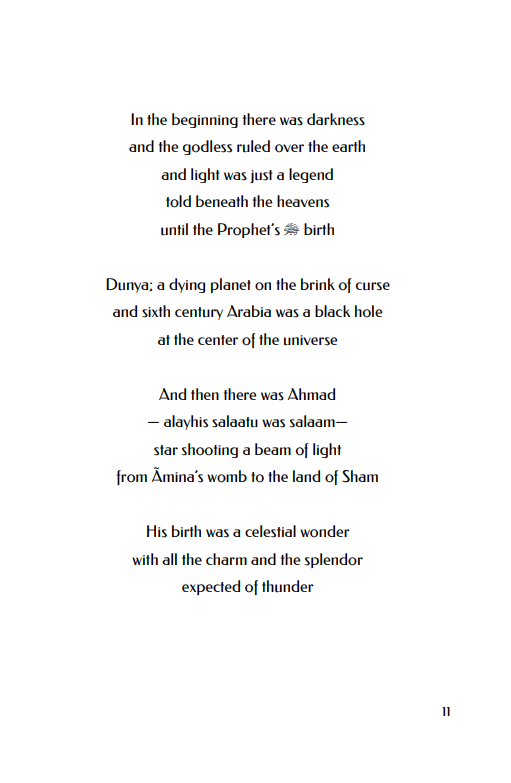 In the beginning there was darkness
and the godless ruled over the earth
and light was just a legend
told beneath the heavens
until the Prophet's ﷺ birth
Dunya; a dying planet on the brink of curse
and sixth century Arabia was a black hole
at the center of the universe
And then there was Ahmad
— alayhis salaatu was salaam—
star shooting a beam of light
from Ãmina's womb to the land of Sham
His birth was a celestial wonder
with all the charm and the splendor
expected of thunder
11